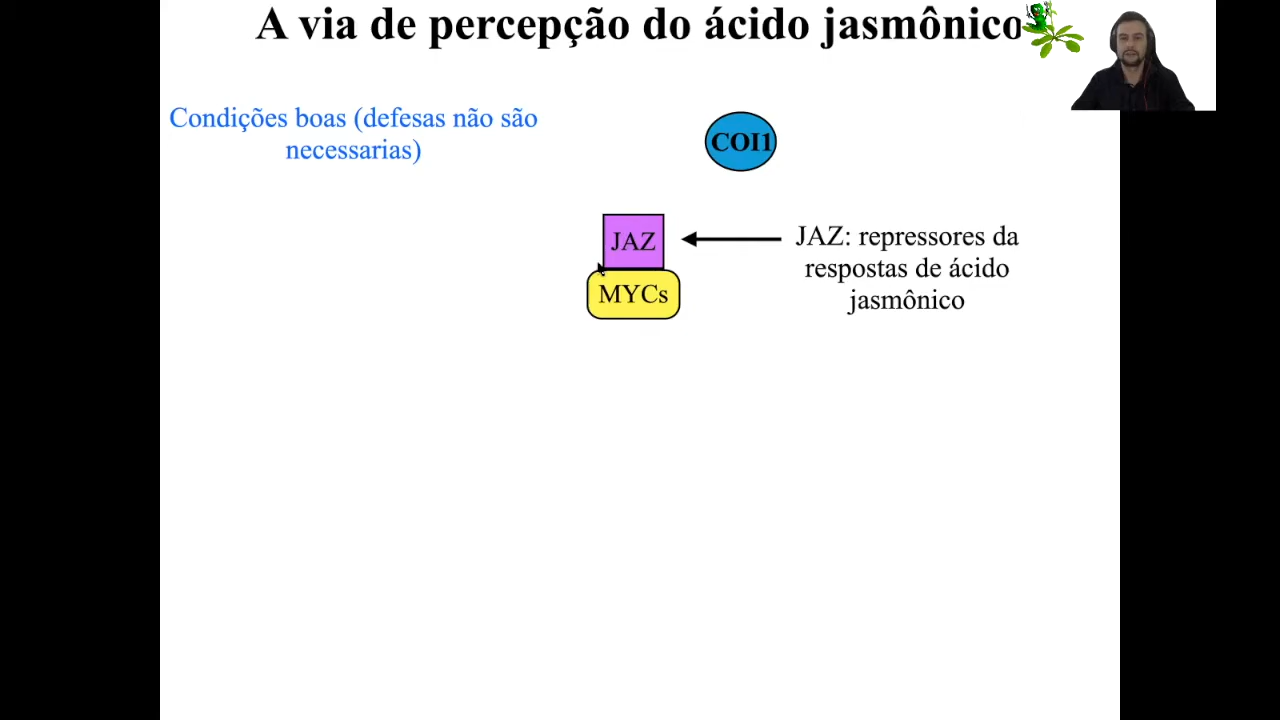 A via de percepção do ácido jasmônico
Condições boas (defesas não são
necessarias)
COI1
JAZ
MYCs
JAZ: repressores da
respostas de ácido
jasmônico